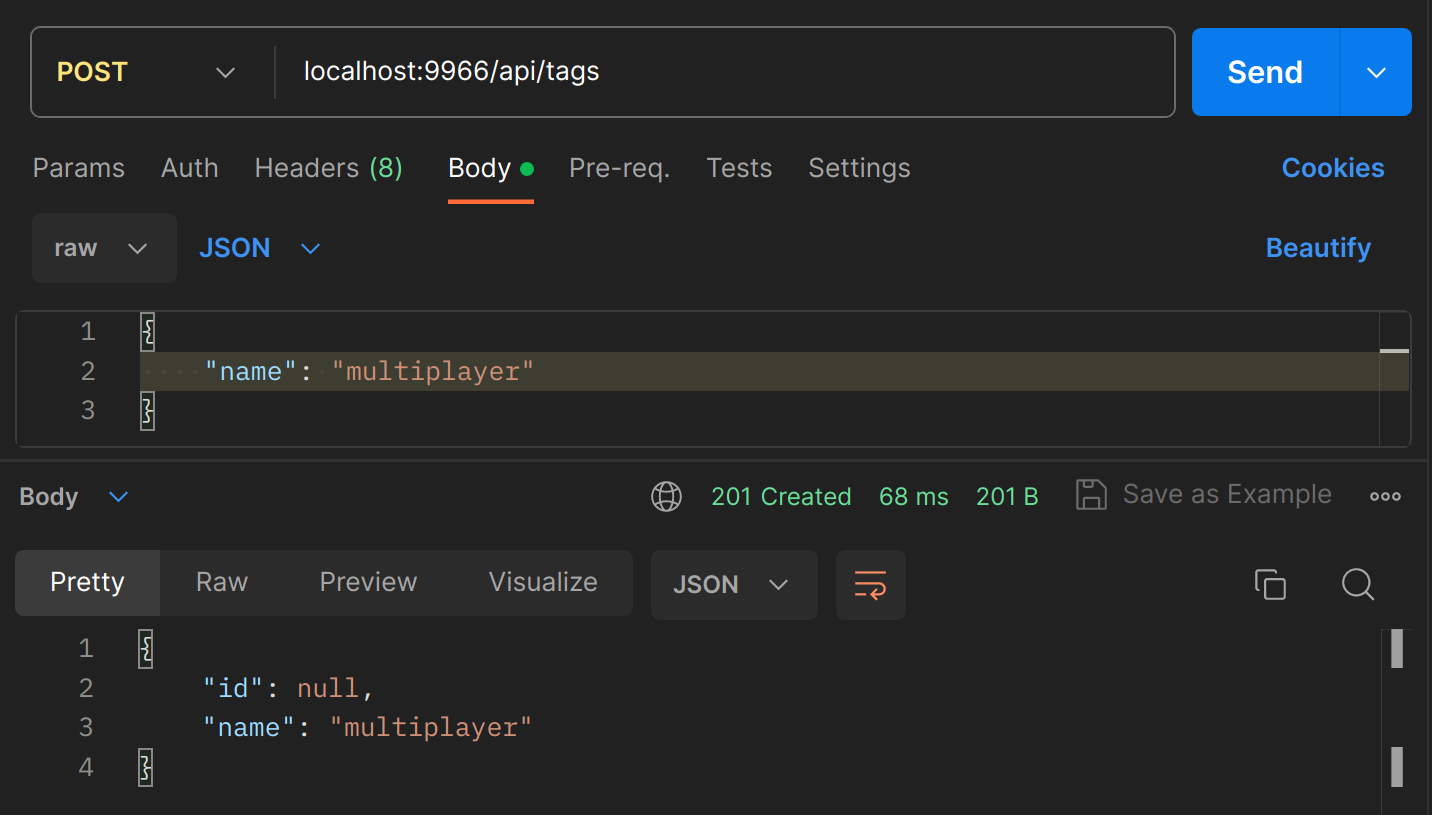 POST localhost:9966/api/tags Send
Params Auth Headers (8) Body Pre-req. Tests Settings Cookies
raw JSON Beautify
1 {
2 "name": "multiplayer"
3 }
Body 201 Created 68 ms 201 B Save as Example
Pretty Raw Preview Visualize JSON
1 {
2 "id": null,
3 "name": "multiplayer"
4 }